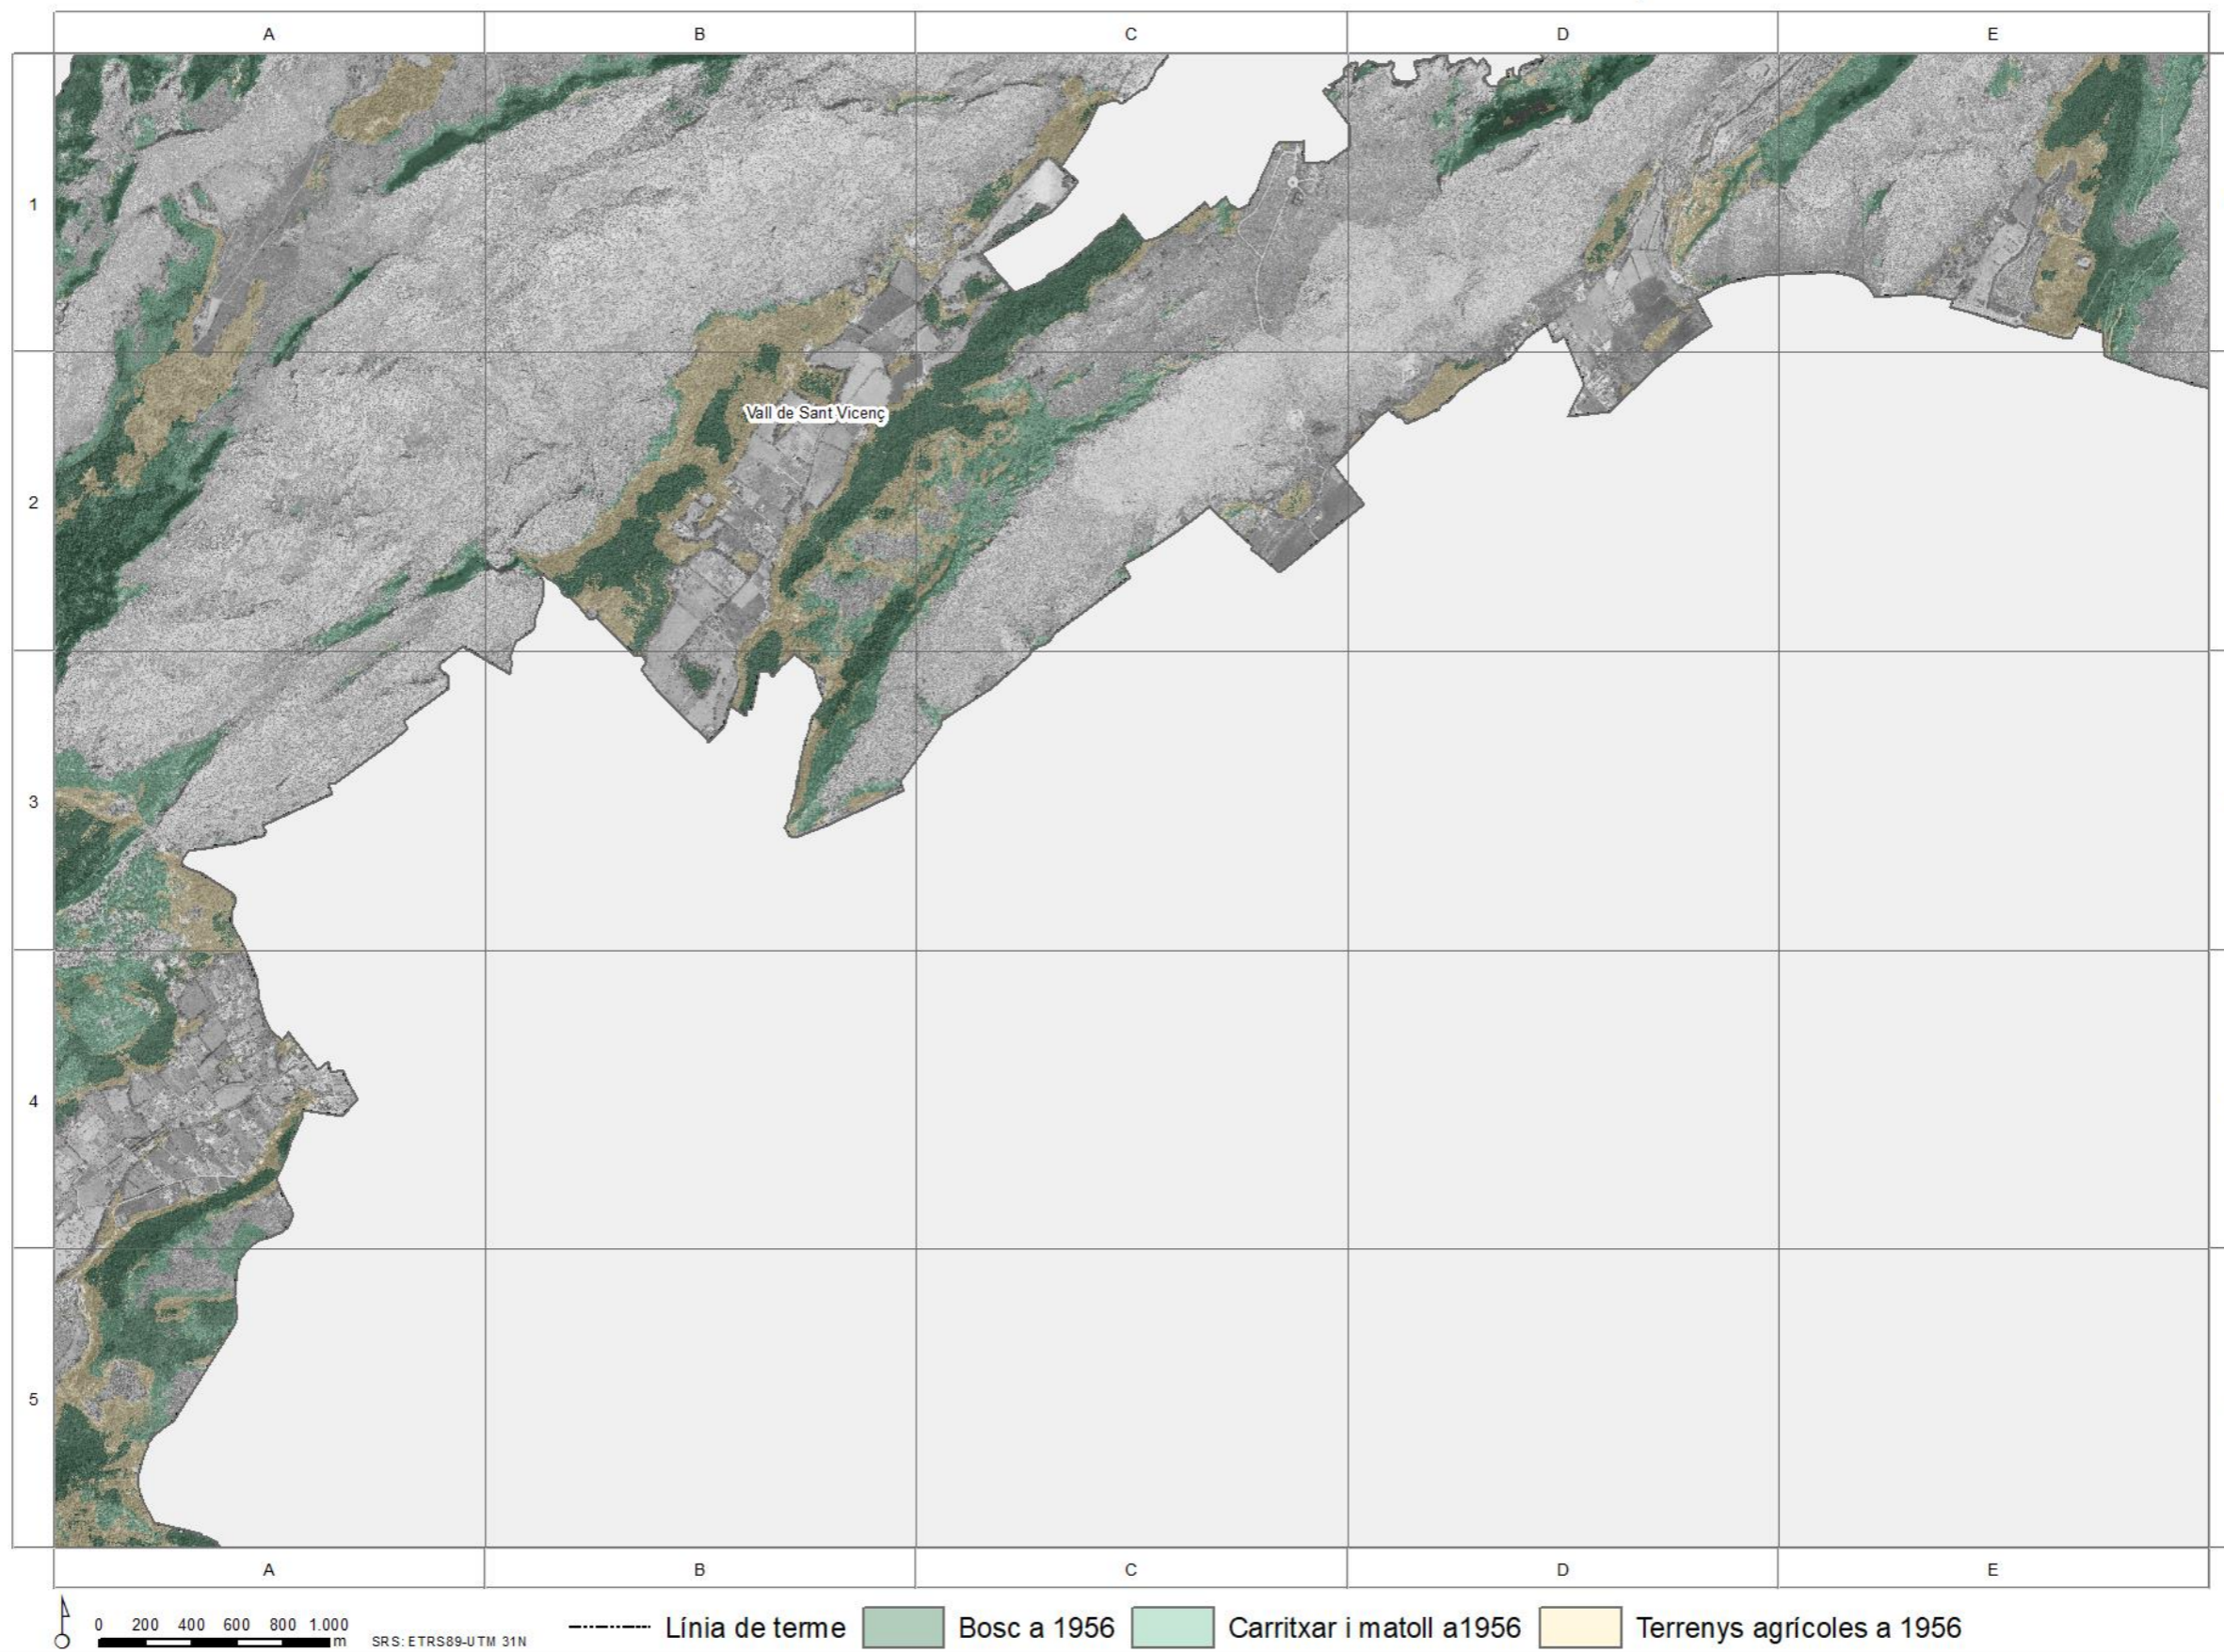 A B C D E
1
Vall de Sant Vicenç
2
3
4
5
A B C D E
0 200 400 600 800 1.000
m
SRS: ETRS89-UTM 31N
Línia de terme
Bosc a 1956
Carritxar i matoll a1956
Terrenys agrícoles a 1956